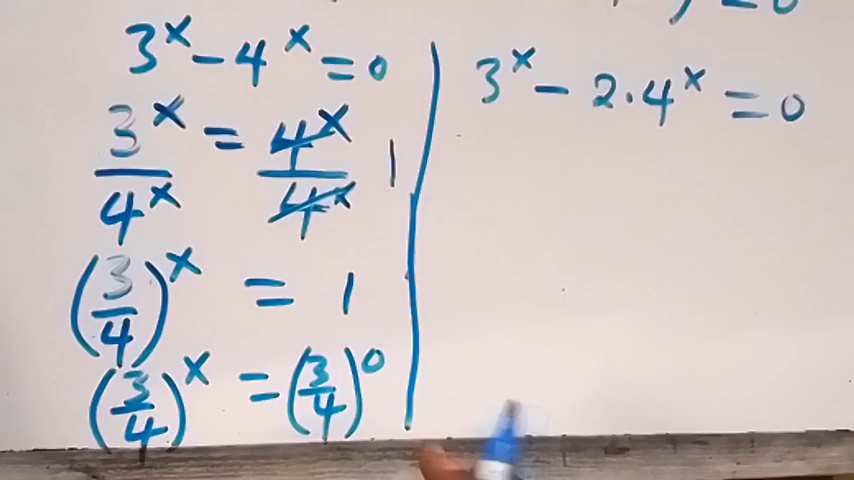 3^x - 4^x = 0
3^x/4^x = 4^x/4^x 1
(3/4)^x = 1
(3/4)^x = (3/4)^0
3^x - 2·4^x = 0